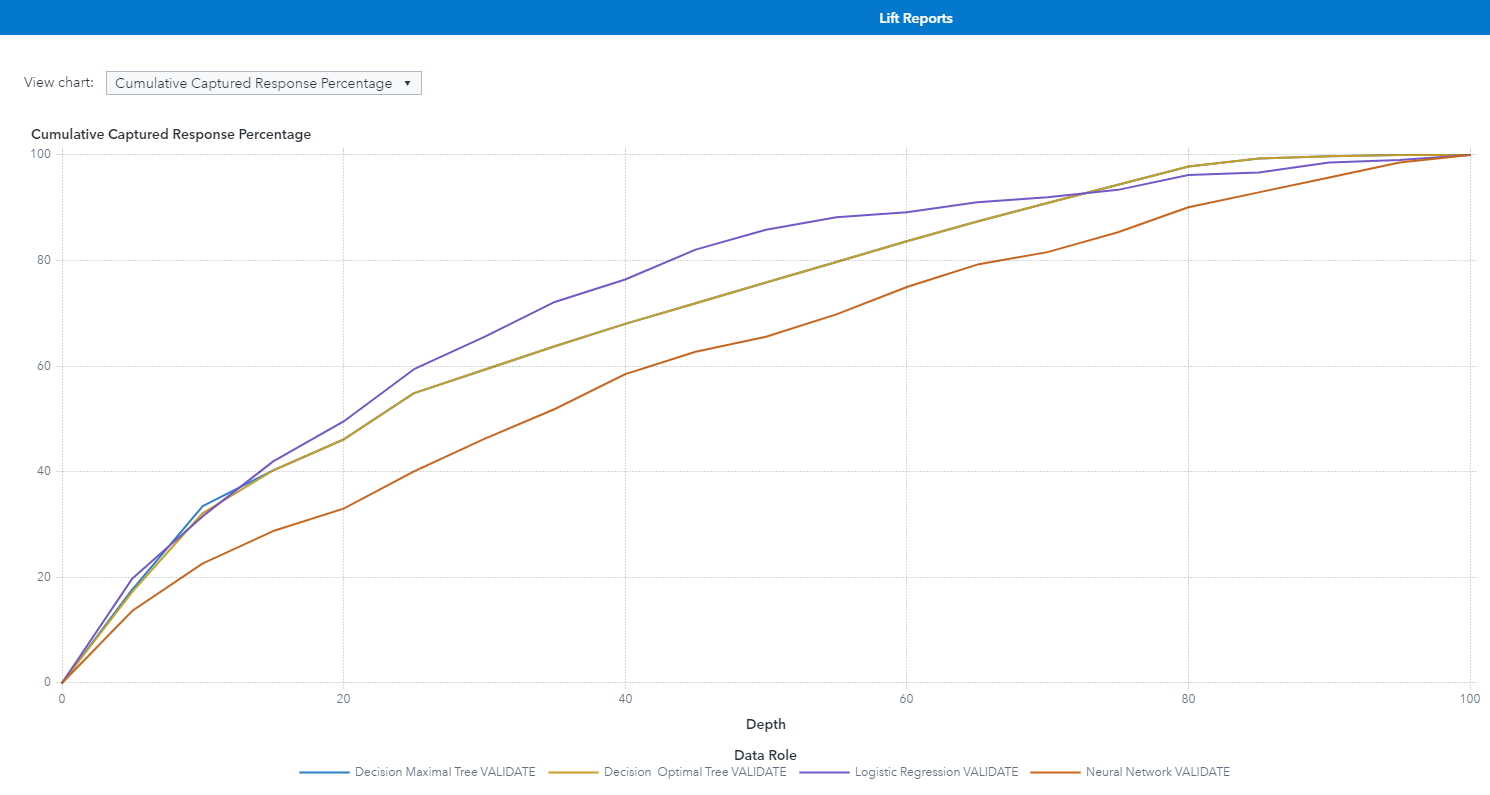 Lift Reports
View chart: Cumulative Captured Response Percentage
Cumulative Captured Response Percentage
100
80
60
40
20
0
0 20 40 60 80 100
Depth
Data Role
Decision Maximal Tree VALIDATE Decision  Optimal Tree VALIDATE Logistic Regression VALIDATE Neural Network VALIDATE